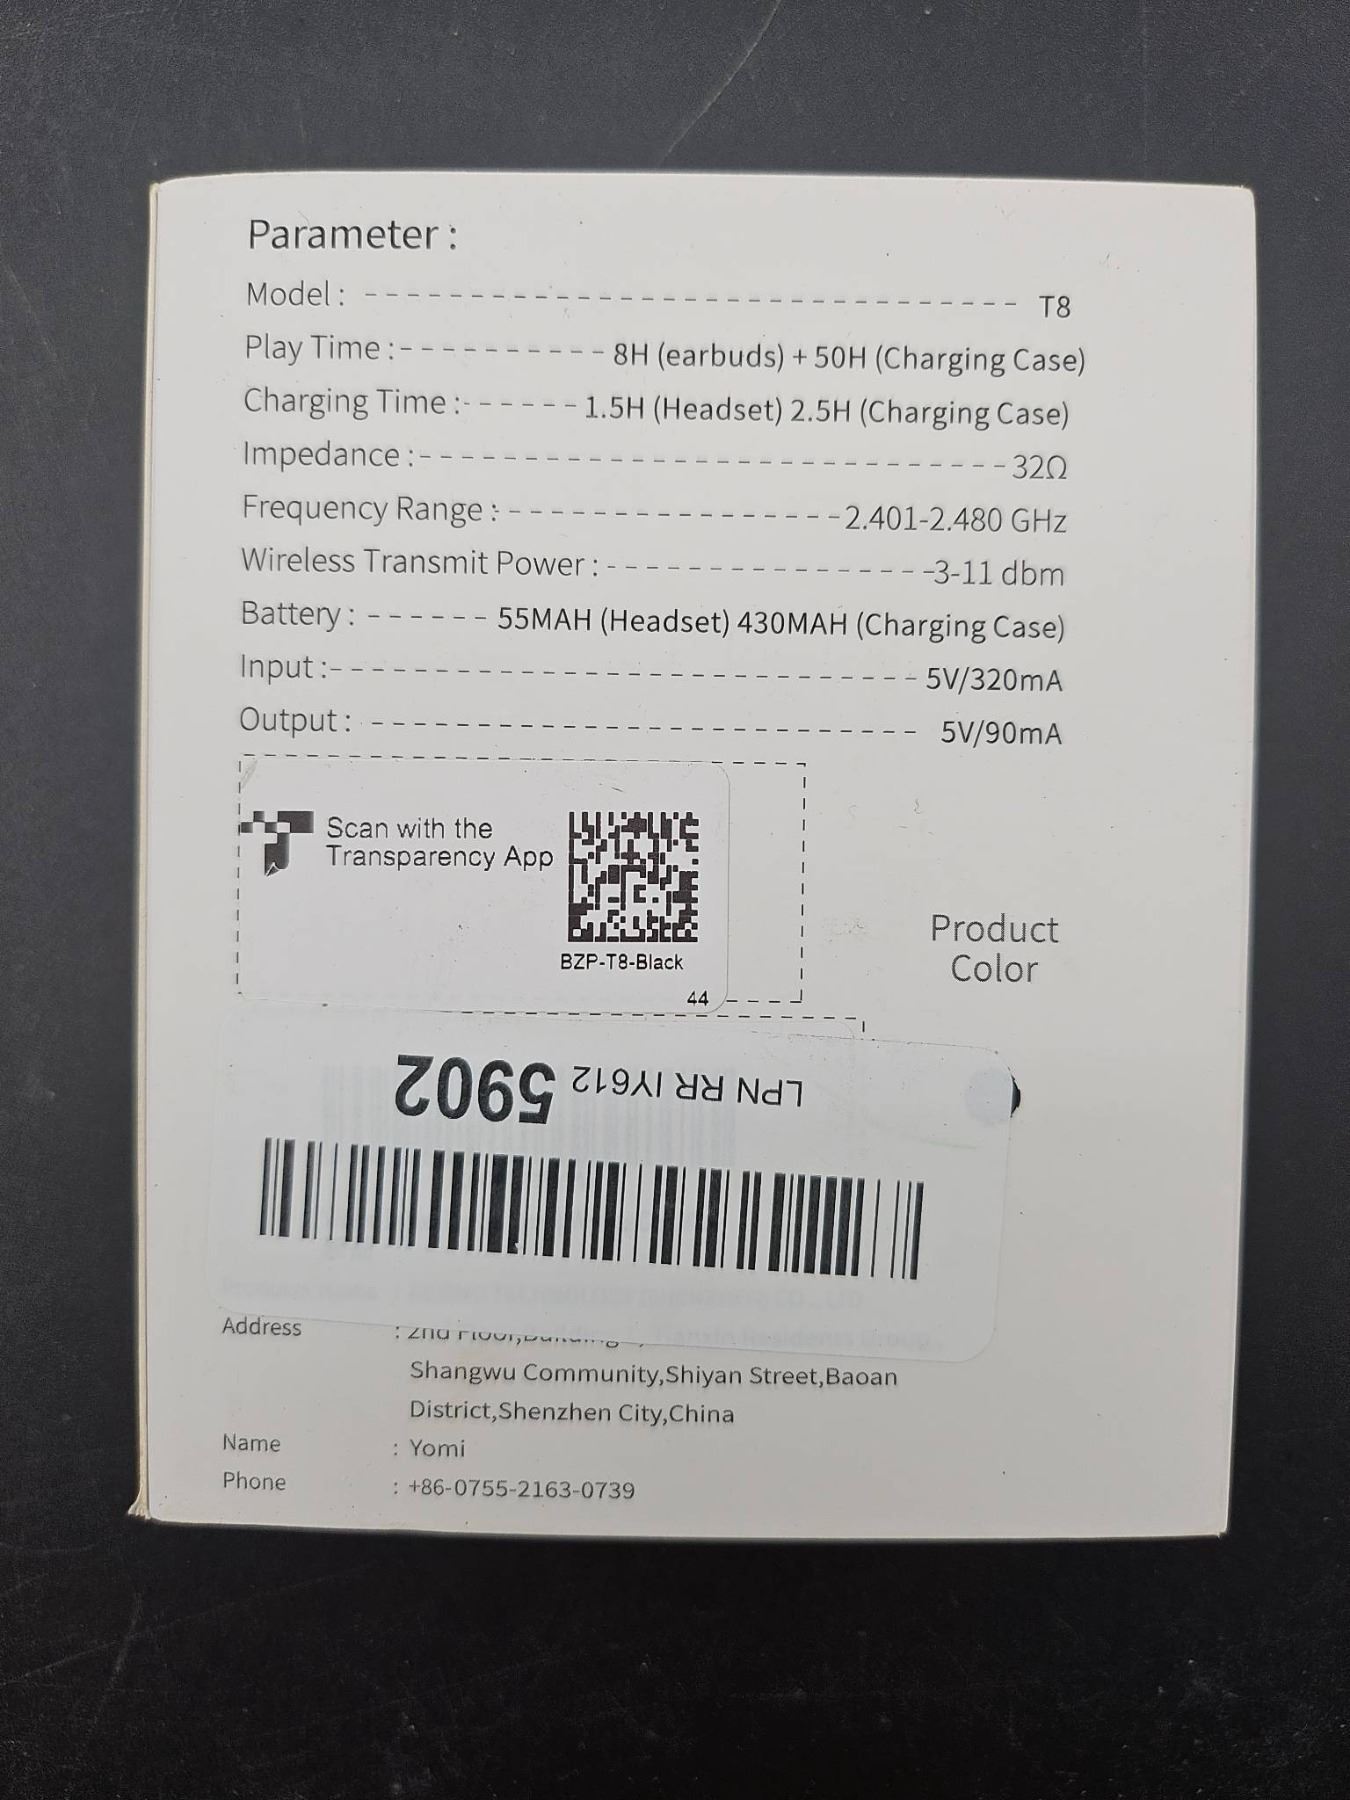 Parameter :
Model : ------------------------------- T8
Play Time :---------- 8H (earbuds) + 50H (Charging Case)
Charging Time :------ 1.5H (Headset) 2.5H (Charging Case)
Impedance :---------------------------- 32Ω
Frequency Range : ---------------- 2.401-2.480 GHz
Wireless Transmit Power : ---------------- -3-11 dbm
Battery : ------ 55MAH (Headset) 430MAH (Charging Case)
Input :---------------------------- 5V/320mA
Output : -------------------------- 5V/90mA
Scan with the
Transparency App
BZP-T8-Black
44
Product
Color
LPN RR IY612 5902
Address : 2nd Floor,
Shangwu Community,Shiyan Street,Baoan
District,Shenzhen City,China
Name : Yomi
Phone : +86-0755-2163-0739